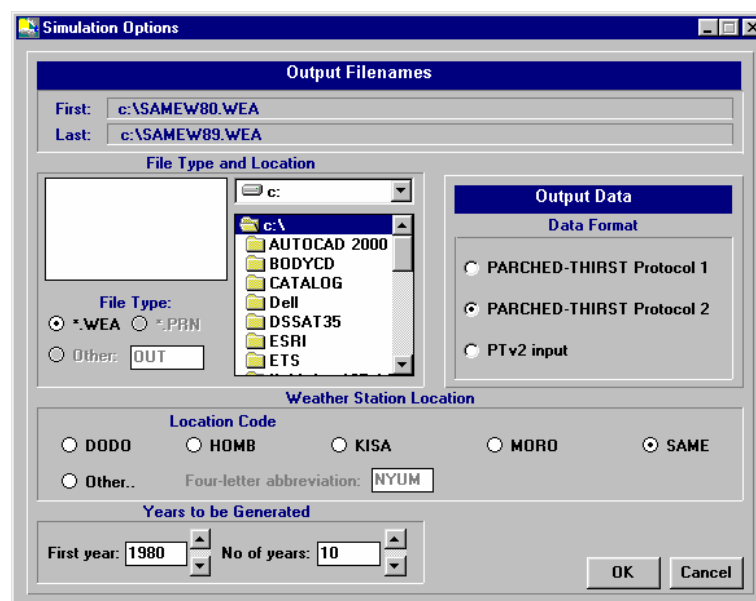 Simulation Options
Output Filenames
First: c:\SAMEW80.WEA
Last: c:\SAMEW89.WEA
File Type and Location
c:
c:\
AUTOCAD 2000
BODYCD
CATALOG
Dell
DSSAT35
ESRI
ETS
File Type:
*.WEA *.PRN
Other: OUT
Output Data
Data Format
PARCHED-THIRST Protocol 1
PARCHED-THIRST Protocol 2
PTv2 input
Weather Station Location
Location Code
DODO HOMB KISA MORO SAME
Other.. Four-letter abbreviation: NYUM
Years to be Generated
First year: 1980 No of years: 10
OK Cancel